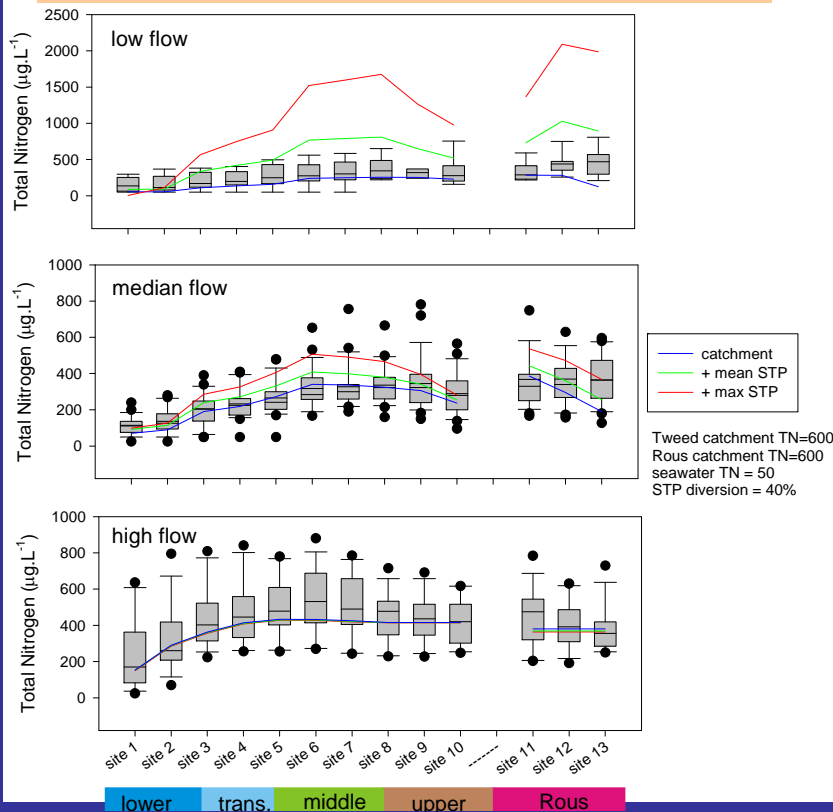 low flow
Total Nitrogen (µg.L-1)
2500
2000
1500
1000
500
0
median flow
Total Nitrogen (µg.L-1)
1000
800
600
400
200
0
catchment
+ mean STP
+ max STP
Tweed catchment TN=600
Rous catchment TN=600
seawater TN = 50
STP diversion = 40%
high flow
Total Nitrogen (µg.L-1)
1000
800
600
400
200
0
site 1
site 2
site 3
site 4
site 5
site 6
site 7
site 8
site 9
site 10
------
site 11
site 12
site 13
lower trans. middle upper Rous